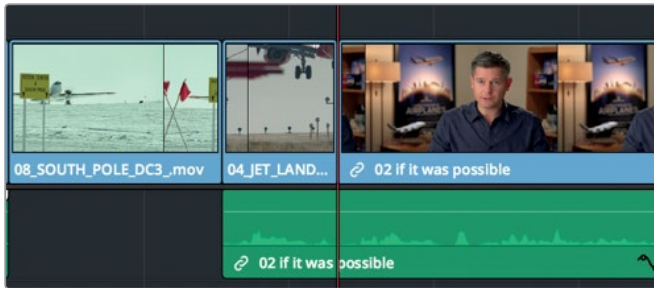 08_SOUTH_POLE_DC3_.mov
04_JET_LAND...
02 if it was possible
02 if it was possible